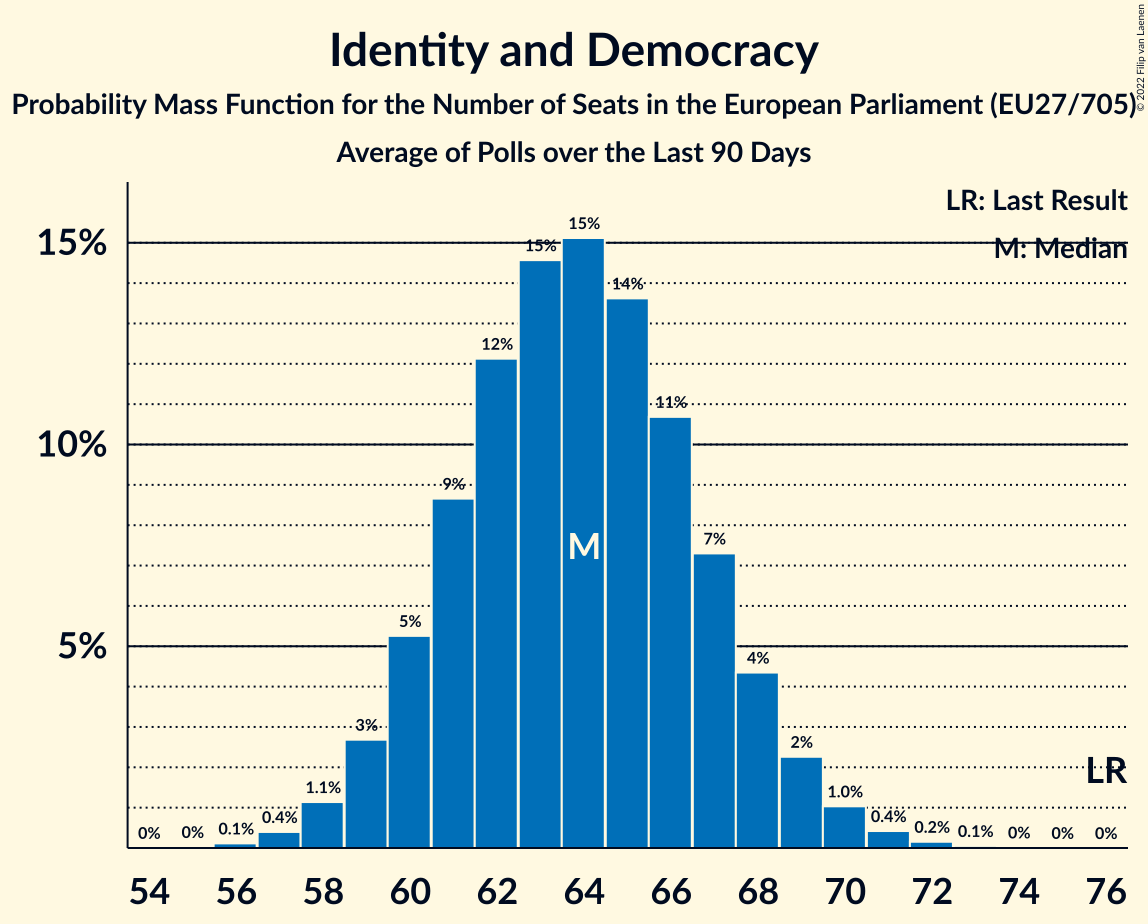 Identity and Democracy
Probability Mass Function for the Number of Seats in the European Parliament (EU27/705)
Average of Polls over the Last 90 Days
© 2022 Filip van Laenen
LR: Last Result
M: Median
15%
10%
5%
0%
0%
0.1%
0.4%
1.1%
3%
5%
9%
12%
15%
15%
14%
11%
7%
4%
2%
1.0%
0.4%
0.2%
0.1%
0%
0%
0%
M
LR
54 56 58 60 62 64 66 68 70 72 74 76